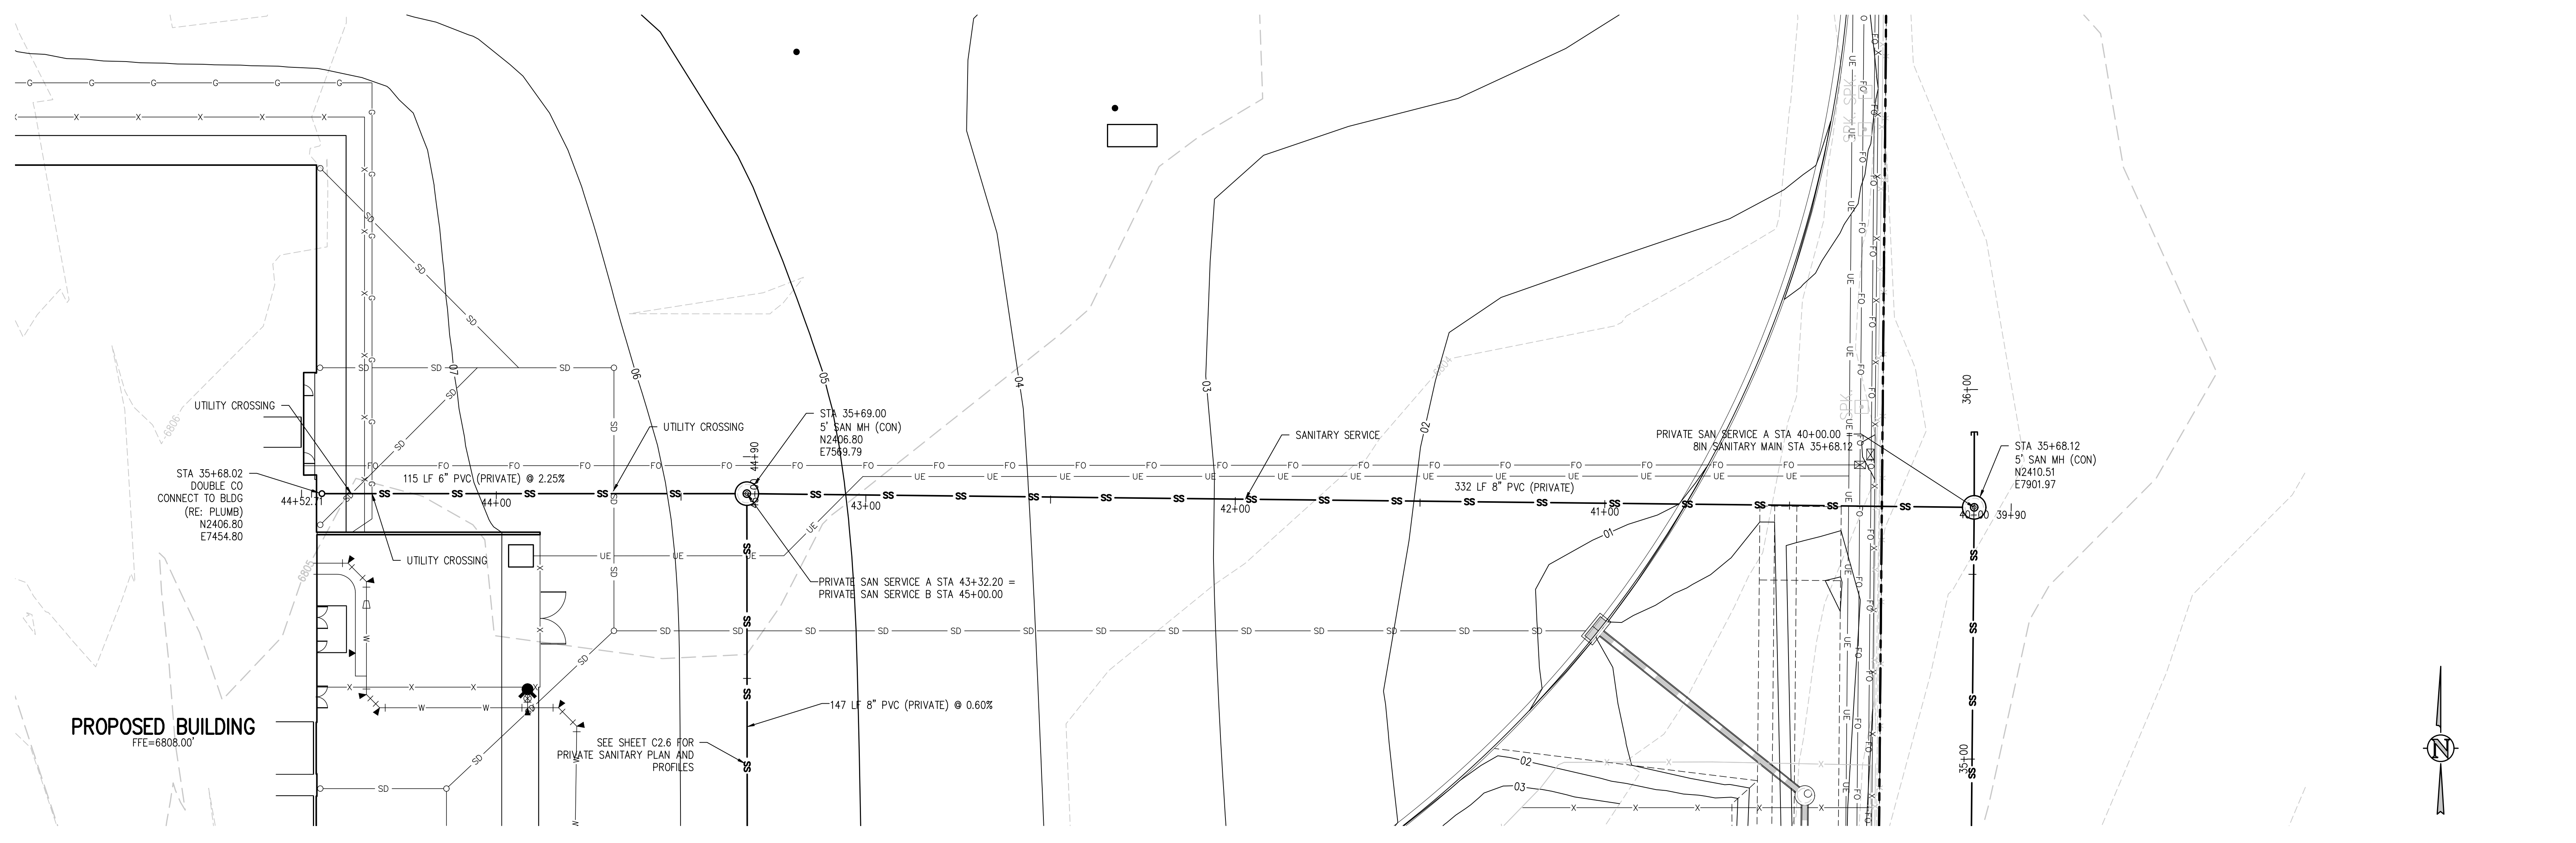 UTILITY CROSSING
STA 35+68.02
DOUBLE CO
CONNECT TO BLDG
(RE: PLUMB)
N2406.80
E7454.80
115 LF 6" PVC (PRIVATE) @ 2.25%
44+00
UTILITY CROSSING
UTILITY CROSSING
STA 35+69.00
5' SAN MH (CON)
N2406.80
E7569.79
44+90
43+00
SANITARY SERVICE
42+00
332 LF 8" PVC (PRIVATE)
41+00
PRIVATE SAN SERVICE A STA 40+00.00 =
8IN SANITARY MAIN STA 35+68.12
36+00
STA 35+68.12
5' SAN MH (CON)
N2410.51
E7901.97
40+00
39+90
35+00
PRIVATE SAN SERVICE A STA 43+32.20 =
PRIVATE SAN SERVICE B STA 45+00.00
147 LF 8" PVC (PRIVATE) @ 0.60%
SEE SHEET C2.6 FOR
PRIVATE SANITARY PLAN AND
PROFILES
PROPOSED BUILDING
FFE=6808.00'
07
06
05
04
03
02
01
02
03
6806
6805
G
X
SD
FO
UE
SS
W
N